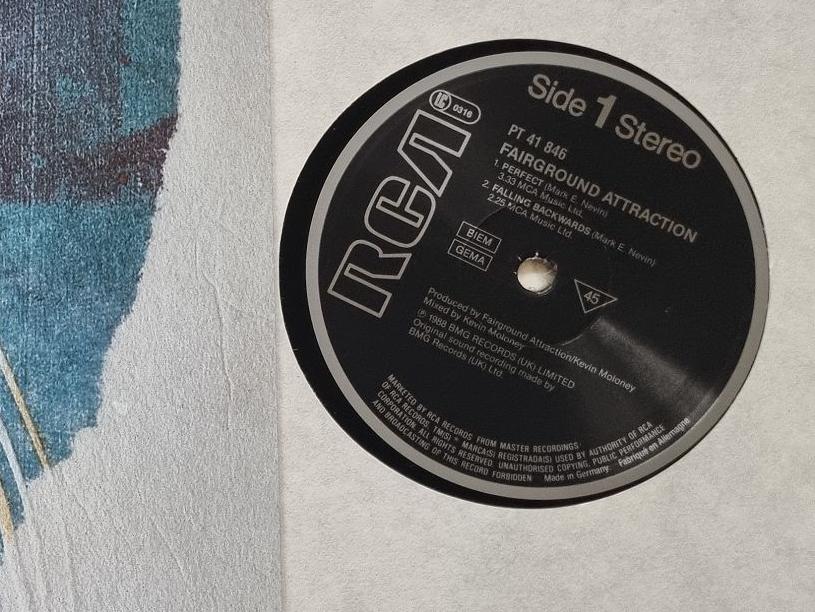 Side 1 Stereo
LC 0316
RCA
PT 41 846
FAIRGROUND ATTRACTION
1. PERFECT (Mark E. Nevin)
3.33 MCA Music Ltd.
2. FALLING BACKWARDS (Mark E. Nevin)
2.25 MCA Music Ltd.
BIEM
GEMA
45
Produced by Fairground Attraction/Kevin Moloney
Mixed by Kevin Moloney
℗ 1988 BMG RECORDS (UK) LIMITED
Original sound recording made by
BMG Records (UK) Ltd.
MARKETED BY RCA RECORDS FROM MASTER RECORDINGS·
OF RCA RECORDS. TM(S) ® MARCA(S) REGISTRADA(S) USED BY AUTHORITY OF RCA
CORPORATION. ALL RIGHTS RESERVED. UNAUTHORISED COPYING, PUBLIC PERFORMANCE
AND BROADCASTING OF THIS RECORD FORBIDDEN Made in Germany. Fabriqué en Allemagne